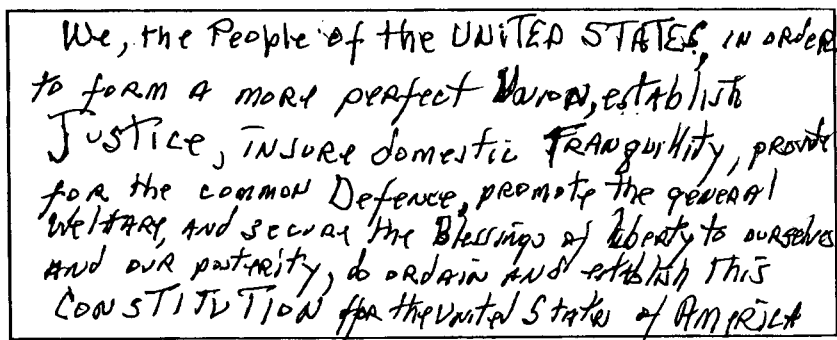 We, the People of the UNITED STATES, in order
to form a more perfect Union, establish
Justice, insure domestic Tranquillity, provide
for the common Defence, promote the general
Welfare, and secure the Blessings of Liberty to ourselves
and our posterity, do ordain and establish This
CONSTITUTION for the United States of America